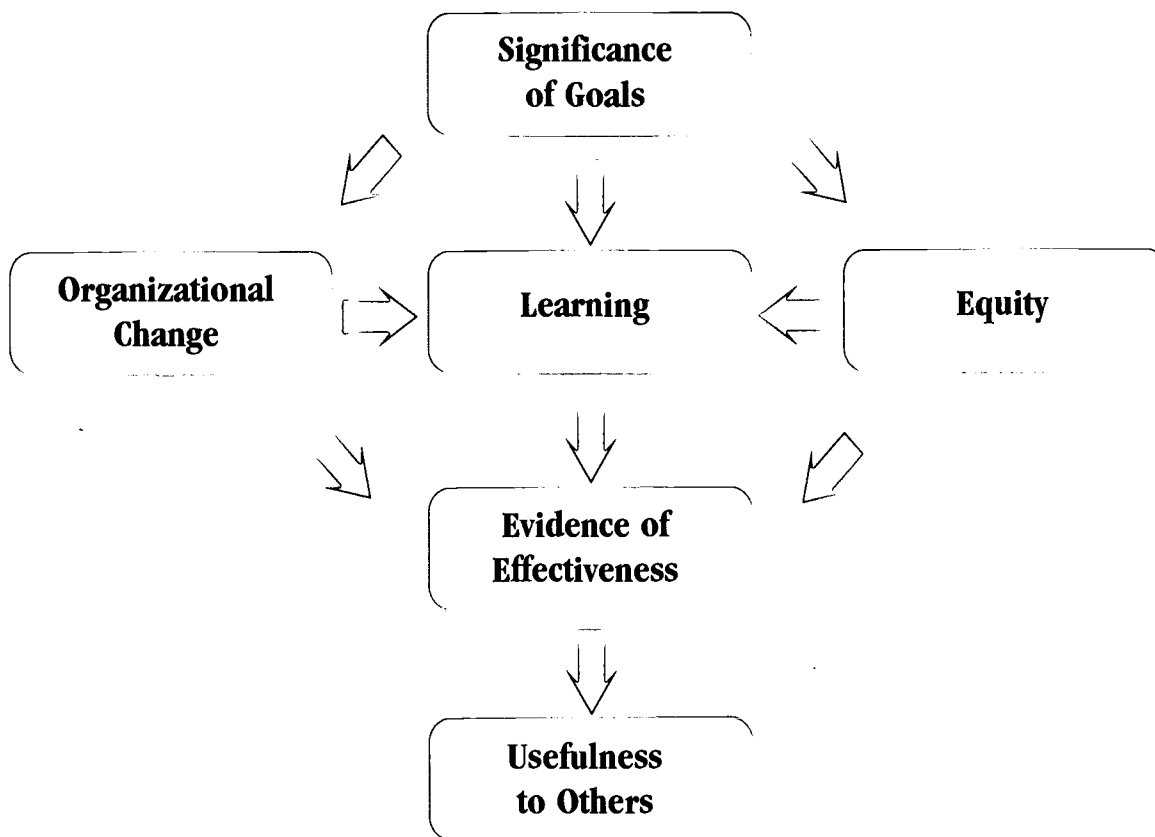 Significance
of Goals
Organizational
Change
Learning
Equity
Evidence of
Effectiveness
Usefulness
to Others